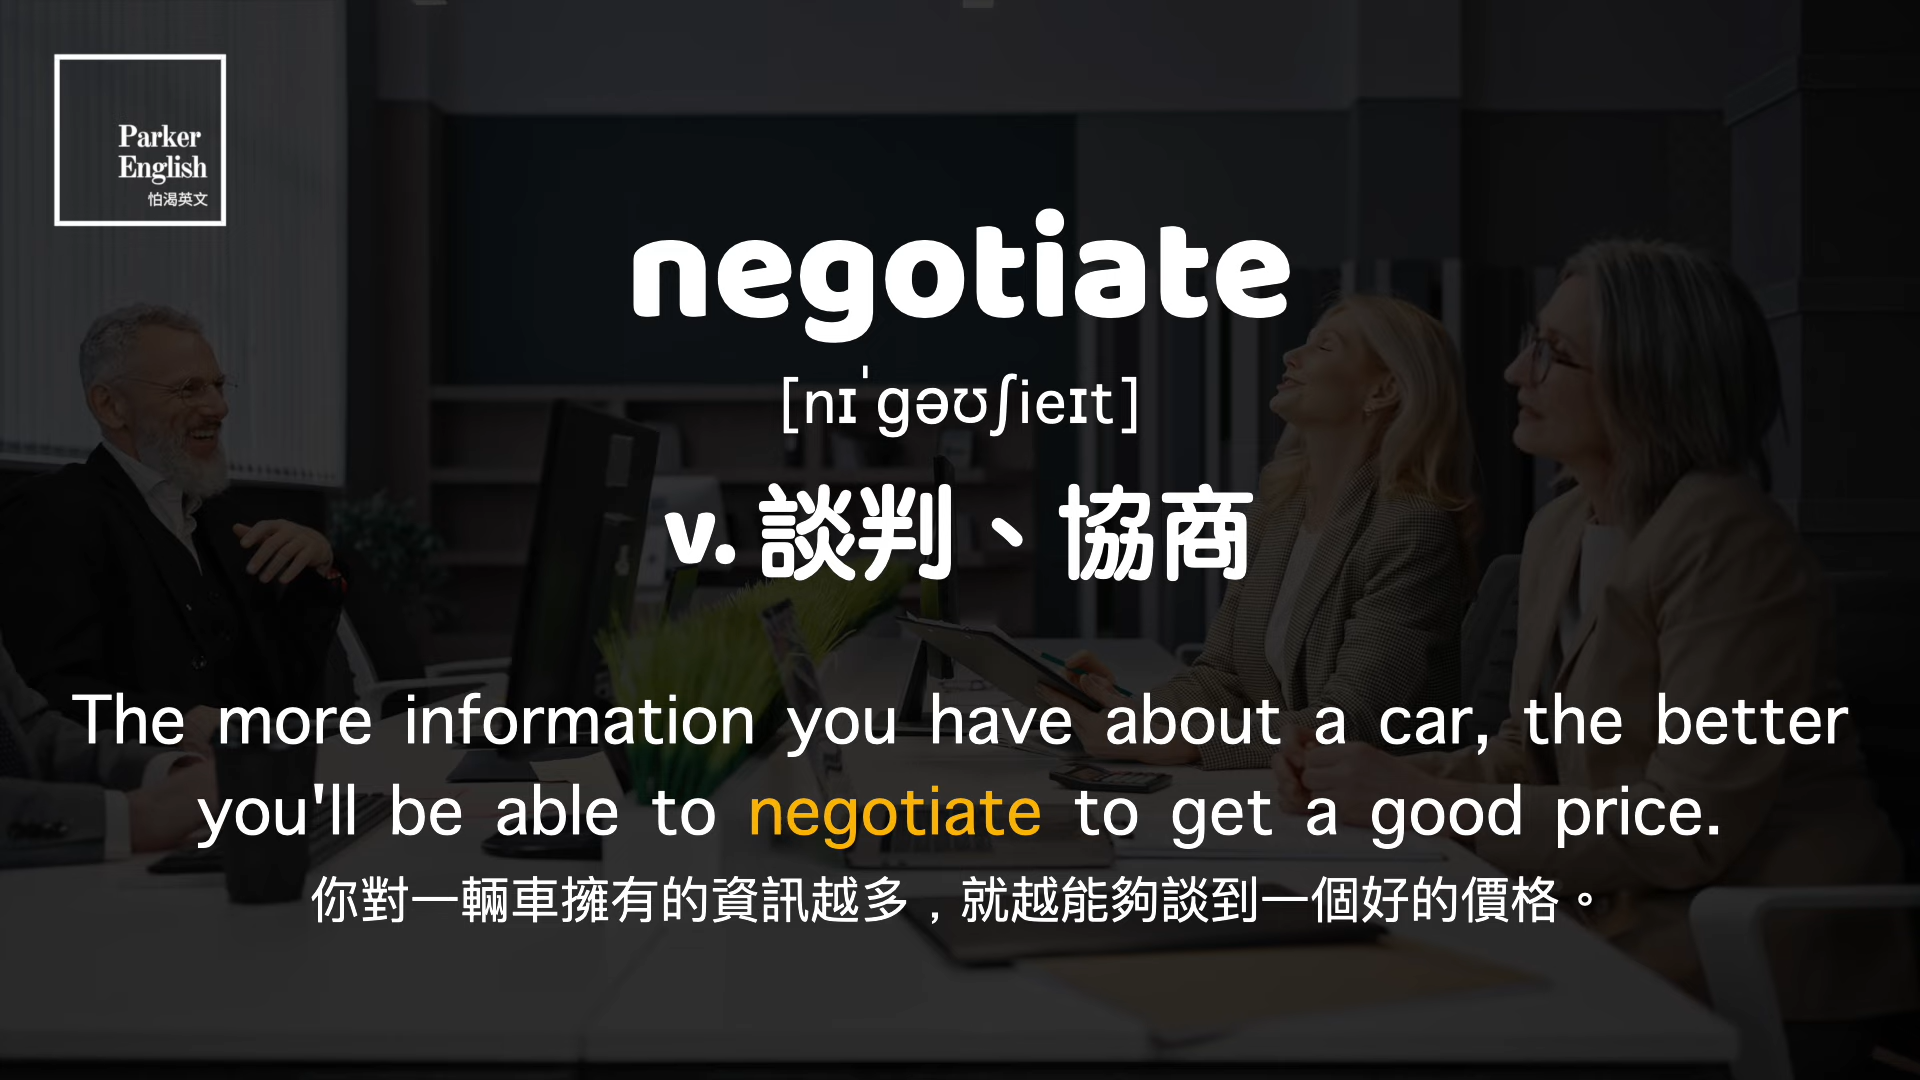 Parker
English
怕渴英文
negotiate
[nɪˈgəʊʃieɪt]
v. 談判、協商
The more information you have about a car, the better
you'll be able to negotiate to get a good price.
你對一輛車擁有的資訊越多，就越能夠談到一個好的價格。